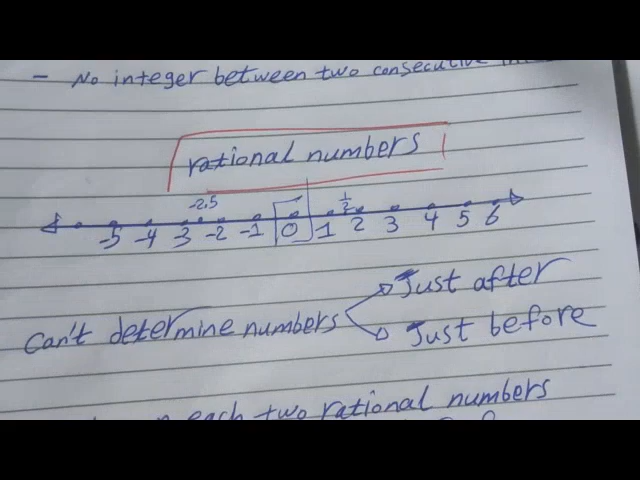 - No integer between two consecutive
rational numbers
-2.5 1/2
-5 -4 -3 -2 -1 0 1 2 3 4 5 6
can't determine numbers
Just after
Just before
each two rational numbers